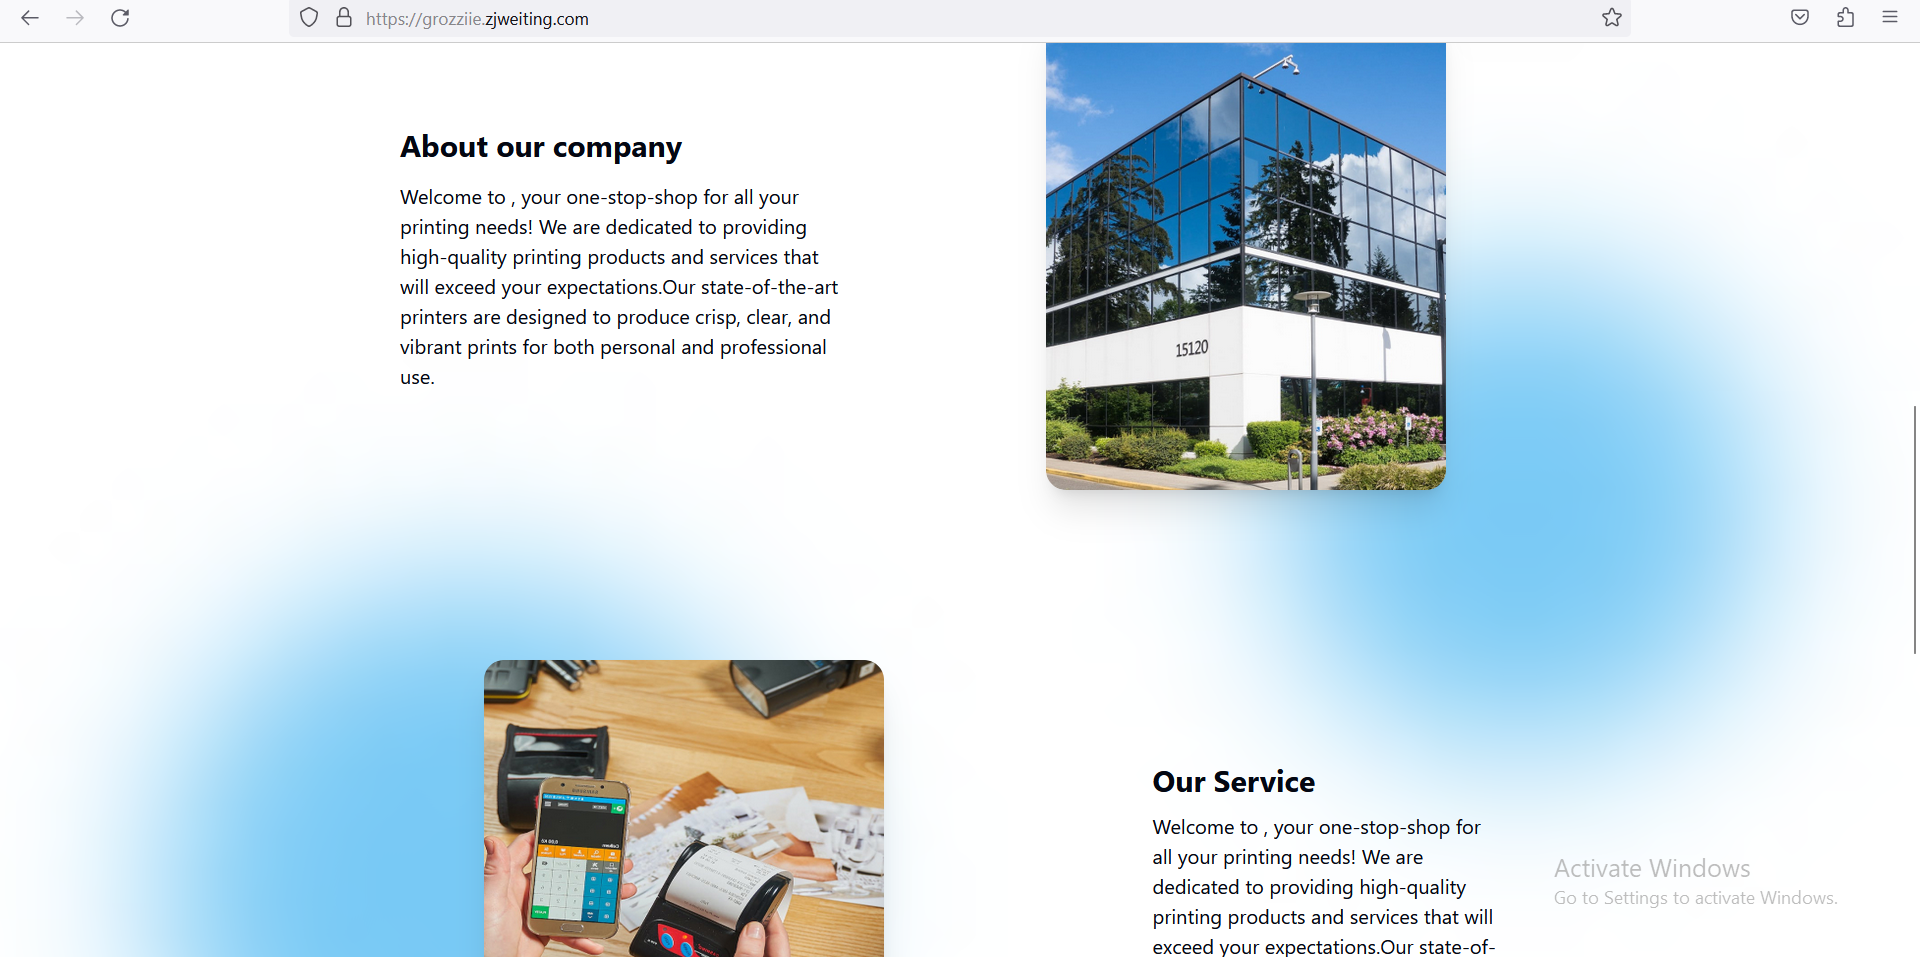 https://grozziie.zjweiting.com
About our company
Welcome to , your one-stop-shop for all your
printing needs! We are dedicated to providing
high-quality printing products and services that
will exceed your expectations.Our state-of-the-art
printers are designed to produce crisp, clear, and
vibrant prints for both personal and professional
use.
15120
Our Service
Welcome to , your one-stop-shop for
all your printing needs! We are
dedicated to providing high-quality
printing products and services that will
exceed your expectations.Our state-of-
Activate Windows
Go to Settings to activate Windows.